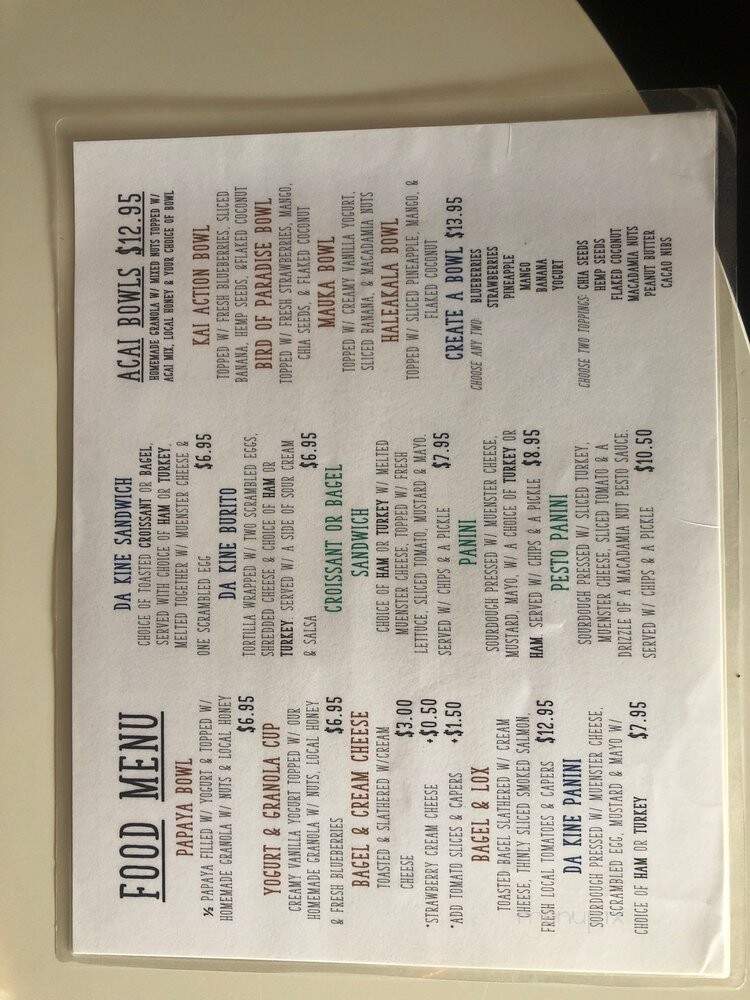 FOOD MENU
PAPAYA BOWL
½ PAPAYA FILLED W/ YOGURT & TOPPED W/
HOMEMADE GRANOLA W/ NUTS & LOCAL HONEY
$6.95
YOGURT & GRANOLA CUP
CREAMY VANILLA YOGURT TOPPED W/ OUR
HOMEMADE GRANOLA W/ NUTS, LOCAL HONEY
& FRESH BLUEBERRIES $6.95
BAGEL & CREAM CHEESE
TOASTED & SLATHERED W/CREAM
CHEESE $3.00
*STRAWBERRY CREAM CHEESE +$0.50
*ADD TOMATO SLICES & CAPERS +$1.50
BAGEL & LOX
TOASTED BAGEL SLATHERED W/ CREAM
CHEESE, THINLY SLICED SMOKED SALMON,
FRESH LOCAL TOMATOES & CAPERS $12.95
DA KINE PANINI
SOURDOUGH PRESSED W/ MUENSTER CHEESE,
SCRAMBLED EGG, MUSTARD & MAYO W/
CHOICE OF HAM OR TURKEY $7.95
DA KINE SANDWICH
CHOICE OF TOASTED CROISSANT OR BAGEL,
SERVED WITH CHOICE OF HAM OR TURKEY,
MELTED TOGETHER W/ MUENSTER CHEESE &
ONE SCRAMBLED EGG $6.95
DA KINE BURITO
TORTILLA WRAPPED W/ TWO SCRAMBLED EGGS,
SHREDDED CHEESE & CHOICE OF HAM OR
TURKEY. SERVED W/ A SIDE OF SOUR CREAM
& SALSA $6.95
CROISSANT OR BAGEL
SANDWICH
CHOICE OF HAM OR TURKEY W/ MELTED
MUENSTER CHEESE, TOPPED W/ FRESH
LETTUCE, SLICED TOMATO, MUSTARD & MAYO.
SERVED W/ CHIPS & A PICKLE $7.95
PANINI
SOURDOUGH PRESSED W/ MUENSTER CHEESE,
MUSTARD, MAYO, W/ A CHOICE OF TURKEY OR
HAM SERVED W/ CHIPS & A PICKLE $8.95
PESTO PANINI
SOURDOUGH PRESSED W/ SLICED TURKEY,
MUENSTER CHEESE, SLICED TOMATO & A
DRIZZLE OF A MACADAMIA NUT PESTO SAUCE.
SERVED W/ CHIPS & A PICKLE $10.50
ACAI BOWLS $12.95
HOMEMADE GRANOLA W/ MIXED NUTS TOPPED W/
ACAI MIX, LOCAL HONEY & YOUR CHOICE OF BOWL
KAI ACTION BOWL
TOPPED W/ FRESH BLUEBERRIES, SLICED
BANANA, HEMP SEEDS, &FLAKED COCONUT
BIRD OF PARADISE BOWL
TOPPED W/ FRESH STRAWBERRIES, MANGO,
CHIA SEEDS, & FLAKED COCONUT
MAUKA BOWL
TOPPED W/ CREAMY VANILLA YOGURT,
SLICED BANANA, & MACADAMIA NUTS
HALEAKALA BOWL
TOPPED W/ SLICED PINEAPPLE, MANGO, &
FLAKED COCONUT
CREATE A BOWL $13.95
CHOOSE ANY TWO: BLUEBERRIES
STRAWBERRIES
PINEAPPLE
MANGO
BANANA
YOGURT
CHOOSE TWO TOPPINGS: CHIA SEEDS
HEMP SEEDS
FLAKED COCONUT
MACADAMIA NUTS
PEANUT BUTTER
CACAO NIBS